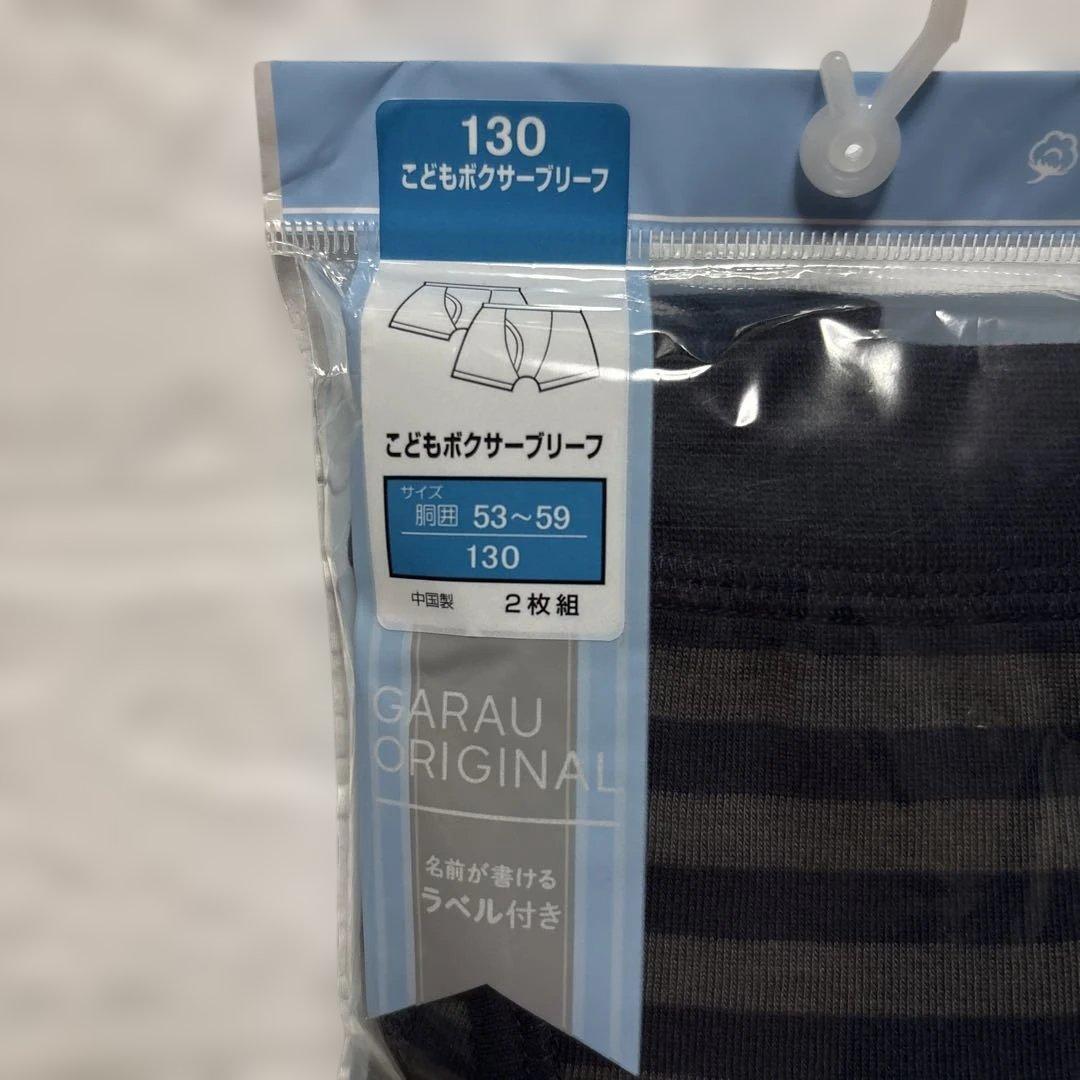 130
こどもボクサーブリーフ
こどもボクサーブリーフ
サイズ
胴囲 53～59
130
中国製 2枚組
GARAU
ORIGINAL
名前が書ける
ラベル付き